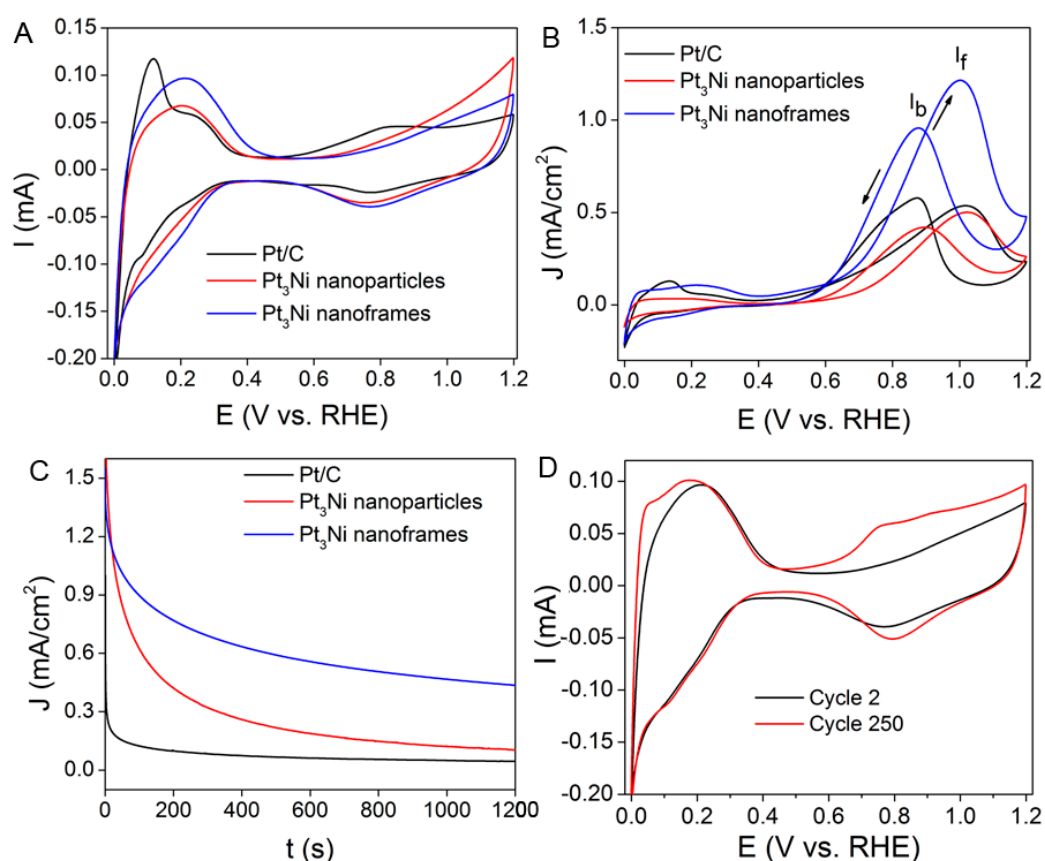 A
0.15
0.10
0.05
0.00
-0.05
-0.10
-0.15
-0.20
I (mA)
Pt/C
Pt₃Ni nanoparticles
Pt₃Ni nanoframes
0.0 0.2 0.4 0.6 0.8 1.0 1.2
E (V vs. RHE)
B
1.5
1.0
0.5
0.0
J (mA/cm²)
Pt/C
Pt₃Ni nanoparticles
Pt₃Ni nanoframes
I_f
I_b
0.0 0.2 0.4 0.6 0.8 1.0 1.2
E (V vs. RHE)
C
1.5
1.2
0.9
0.6
0.3
0.0
J (mA/cm²)
Pt/C
Pt₃Ni nanoparticles
Pt₃Ni nanoframes
0 200 400 600 800 1000 1200
t (s)
D
0.10
0.05
0.00
-0.05
-0.10
-0.15
-0.20
I (mA)
Cycle 2
Cycle 250
0.0 0.2 0.4 0.6 0.8 1.0 1.2
E (V vs. RHE)